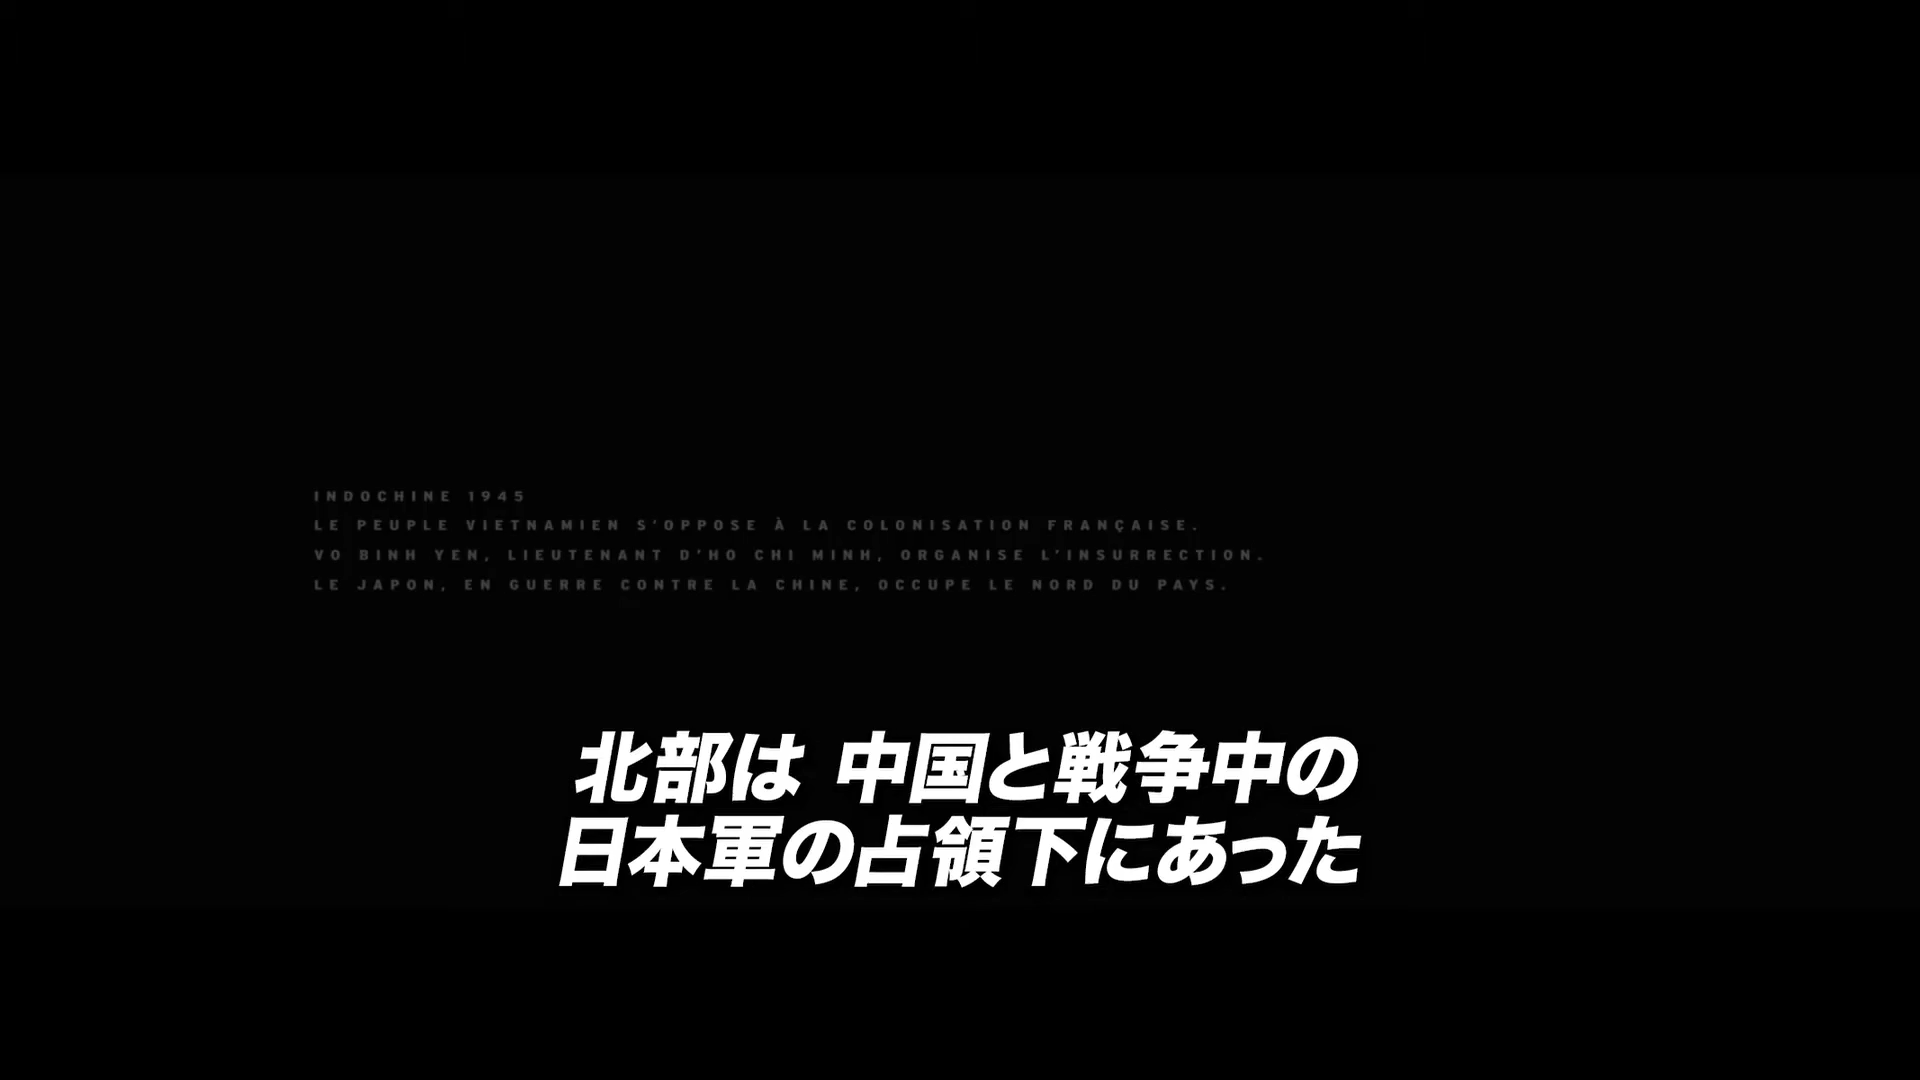 INDOCHINE 1945
LE PEUPLE VIETNAMIEN S'OPPOSE À LA COLONISATION FRANÇAISE.
VO BINH YEN, LIEUTENANT D'HO CHI MINH, ORGANISE L'INSURRECTION.
LE JAPON, EN GUERRE CONTRE LA CHINE, OCCUPE LE NORD DU PAYS.
北部は 中国と戦争中の
日本軍の占領下にあった